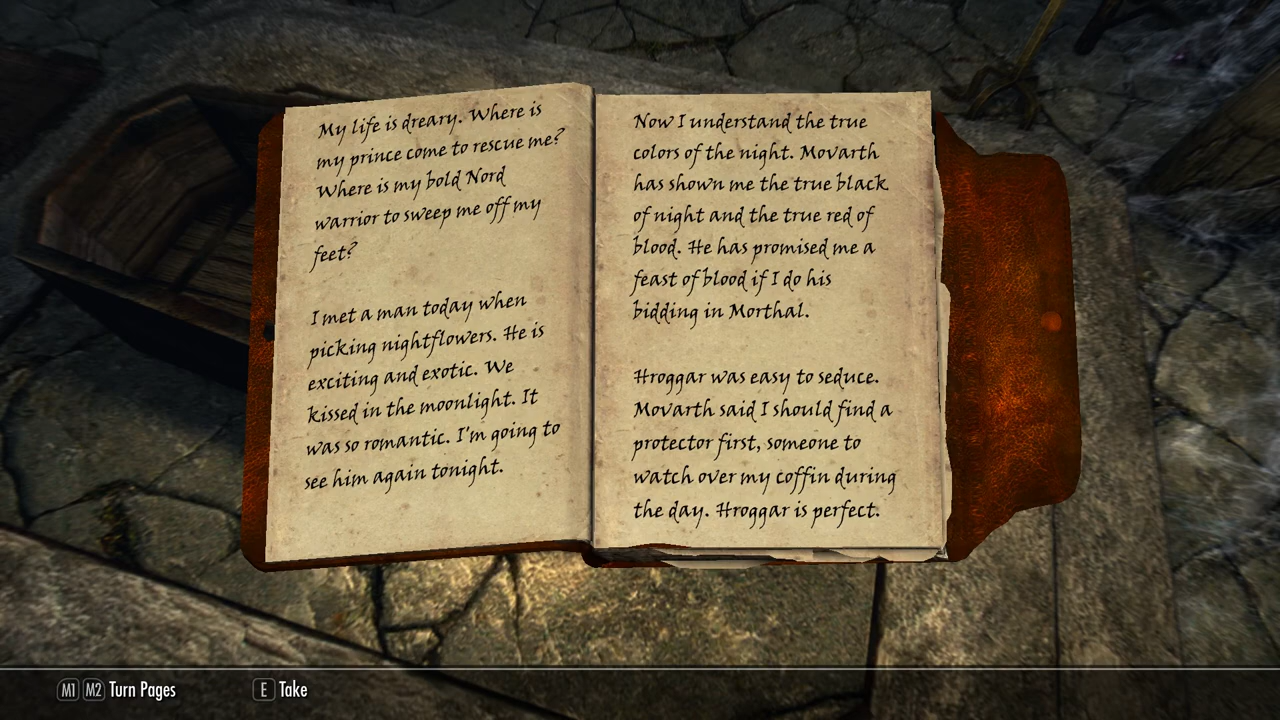 My life is dreary. Where is
my prince come to rescue me?
Where is my bold Nord
warrior to sweep me off my
feet?
I met a man today when
picking nightflowers. He is
exciting and exotic. We
kissed in the moonlight. It
was so romantic. I'm going to
see him again tonight.
Now I understand the true
colors of the night. Movarth
has shown me the true black
of night and the true red of
blood. He has promised me a
feast of blood if I do his
bidding in Morthal.
Hroggar was easy to seduce.
Movarth said I should find a
protector first, someone to
watch over my coffin during
the day. Hroggar is perfect.
M1 M2 Turn Pages
E Take